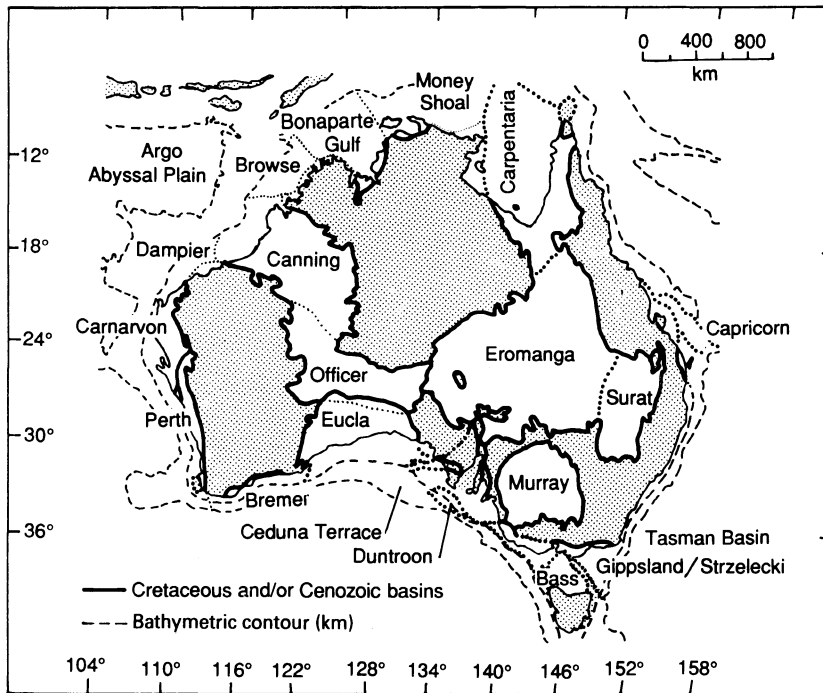 0 400 800
km
Money
Shoal
Bonaparte
Gulf
Carpentaria
Argo
Abyssal Plain
Browse
12°
Dampier
18°
Canning
Carnarvon
24°
Capricorn
Eromanga
Officer
Surat
Perth
Eucla
30°
Murray
Bremer
Ceduna Terrace
36°
Duntroon
Tasman Basin
Gippsland/Strzelecki
Bass
Cretaceous and/or Cenozoic basins
Bathymetric contour (km)
104° 110° 116° 122° 128° 134° 140° 146° 152° 158°